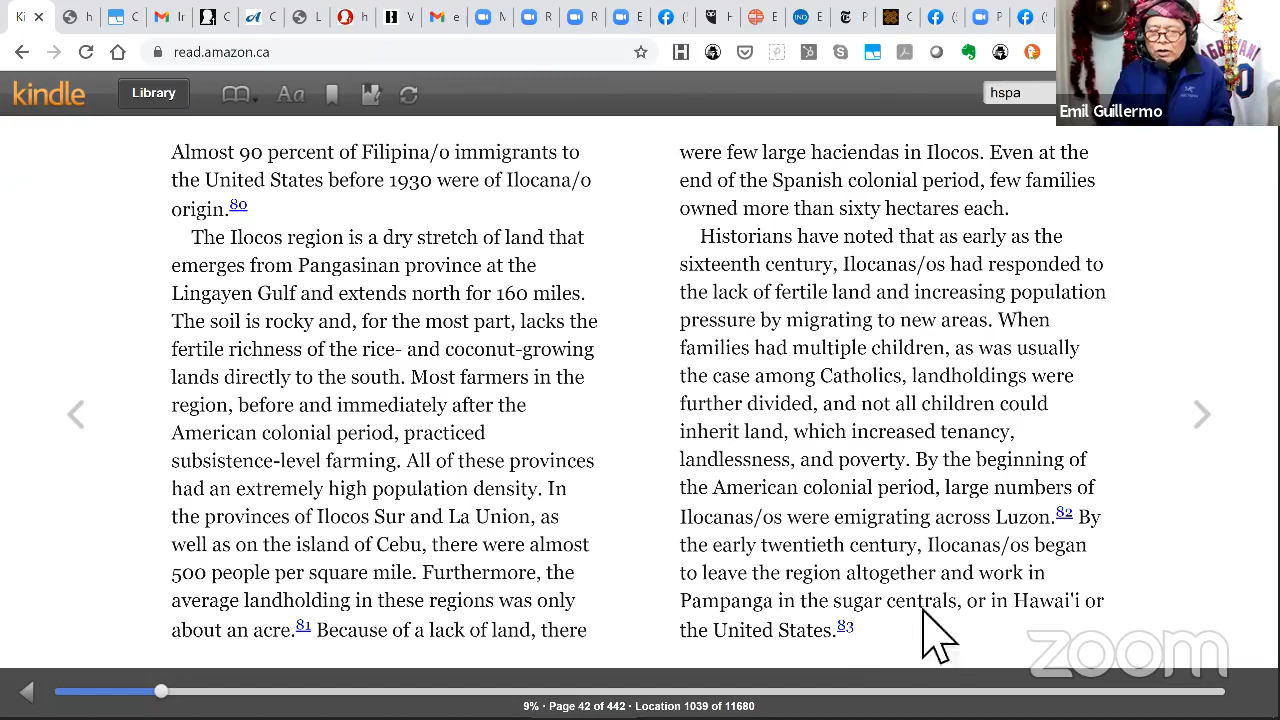 Ki
C
Ir
C
C
L
h
V
e
M
R
R
E
(
H
E
E
P
C
(
P
(
read.amazon.ca
kindle
Library
Aa
hspa
Emil Guillermo
Almost 90 percent of Filipina/o immigrants to
the United States before 1930 were of Ilocana/o
origin.80
The Ilocos region is a dry stretch of land that
emerges from Pangasinan province at the
Lingayen Gulf and extends north for 160 miles.
The soil is rocky and, for the most part, lacks the
fertile richness of the rice- and coconut-growing
lands directly to the south. Most farmers in the
region, before and immediately after the
American colonial period, practiced
subsistence-level farming. All of these provinces
had an extremely high population density. In
the provinces of Ilocos Sur and La Union, as
well as on the island of Cebu, there were almost
500 people per square mile. Furthermore, the
average landholding in these regions was only
about an acre.81 Because of a lack of land, there
were few large haciendas in Ilocos. Even at the
end of the Spanish colonial period, few families
owned more than sixty hectares each.
Historians have noted that as early as the
sixteenth century, Ilocanas/os had responded to
the lack of fertile land and increasing population
pressure by migrating to new areas. When
families had multiple children, as was usually
the case among Catholics, landholdings were
further divided, and not all children could
inherit land, which increased tenancy,
landlessness, and poverty. By the beginning of
the American colonial period, large numbers of
Ilocanas/os were emigrating across Luzon.82 By
the early twentieth century, Ilocanas/os began
to leave the region altogether and work in
Pampanga in the sugar centrals, or in Hawai'i or
the United States.83
zoom
9% • Page 42 of 442 • Location 1039 of 11680